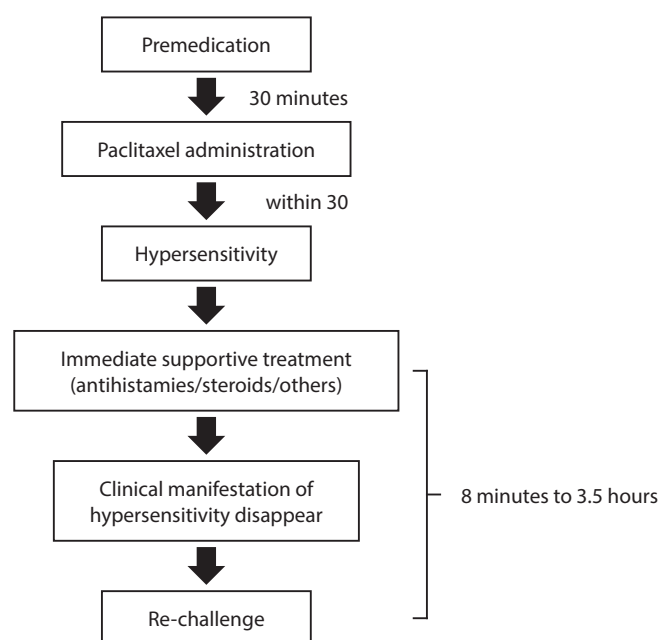 Premedication
30 minutes
Paclitaxel administration
within 30
Hypersensitivity
Immediate supportive treatment
(antihistamies/steroids/others)
Clinical manifestation of
hypersensitivity disappear
8 minutes to 3.5 hours
Re-challenge